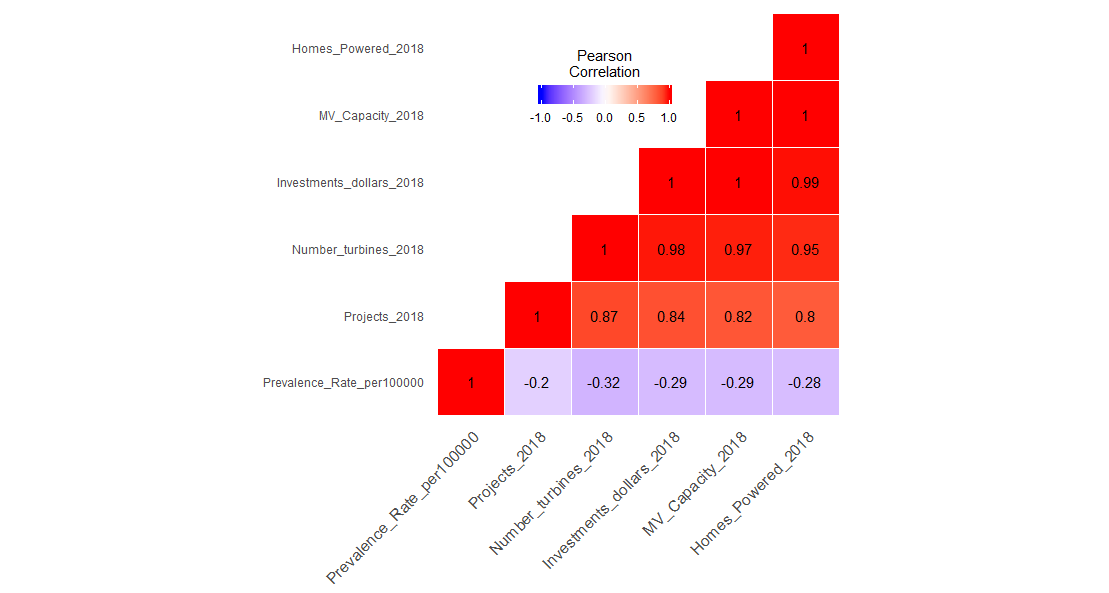 Homes_Powered_2018
1
Pearson
Correlation
-1.0 -0.5 0.0 0.5 1.0
MV_Capacity_2018
1 1
Investments_dollars_2018
1 1 0.99
Number_turbines_2018
1 0.98 0.97 0.95
Projects_2018
1 0.87 0.84 0.82 0.8
Prevalence_Rate_per100000
1 -0.2 -0.32 -0.29 -0.29 -0.28
Prevalence_Rate_per100000
Projects_2018
Number_turbines_2018
Investments_dollars_2018
MV_Capacity_2018
Homes_Powered_2018